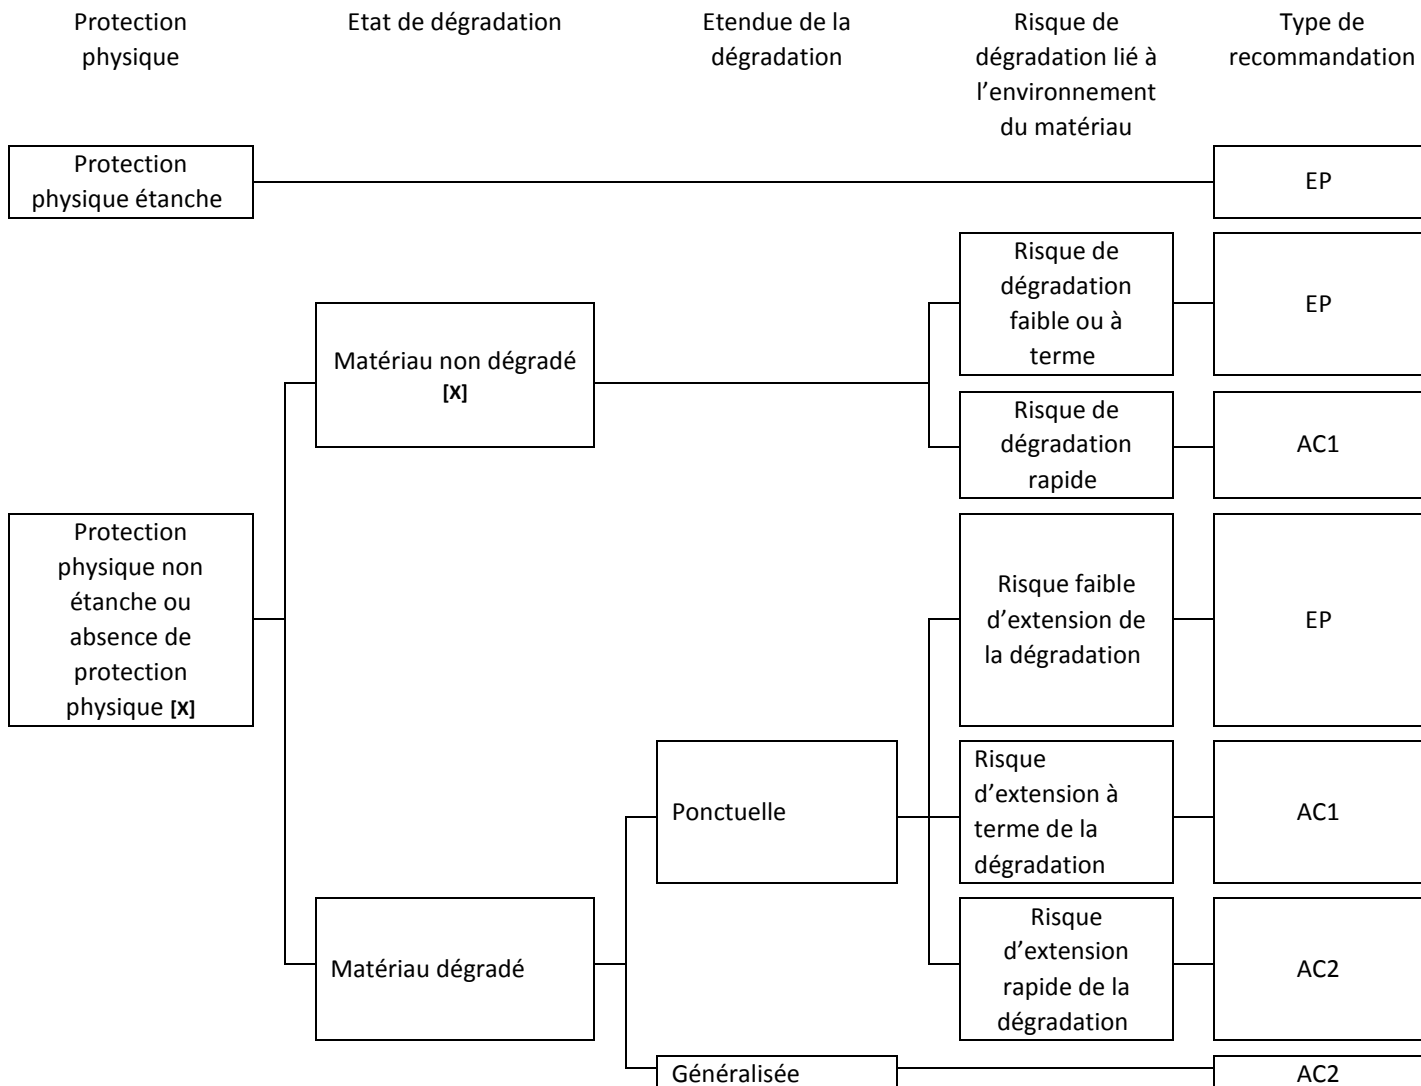 Protection
physique
Etat de dégradation
Etendue de la
dégradation
Risque de
dégradation lié à
l’environnement
du matériau
Type de
recommandation
Protection
physique étanche
EP
Risque de
dégradation
faible ou à
terme
EP
Matériau non dégradé
[X]
Risque de
dégradation
rapide
AC1
Protection
physique non
étanche ou
absence de
protection
physique [X]
Risque faible
d’extension de
la dégradation
EP
Ponctuelle
Risque
d’extension à
terme de la
dégradation
AC1
Matériau dégradé
Risque
d’extension
rapide de la
dégradation
AC2
Généralisée
AC2